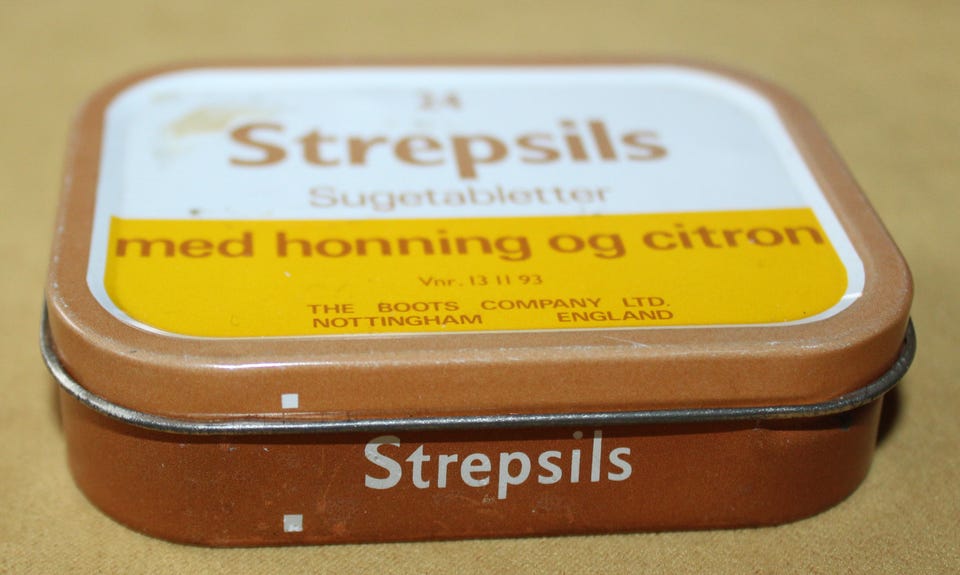 24
Strepsils
Sugetabletter
med honning og citron
Vnr. 13 11 93
THE BOOTS COMPANY LTD.
NOTTINGHAM ENGLAND
Strepsils